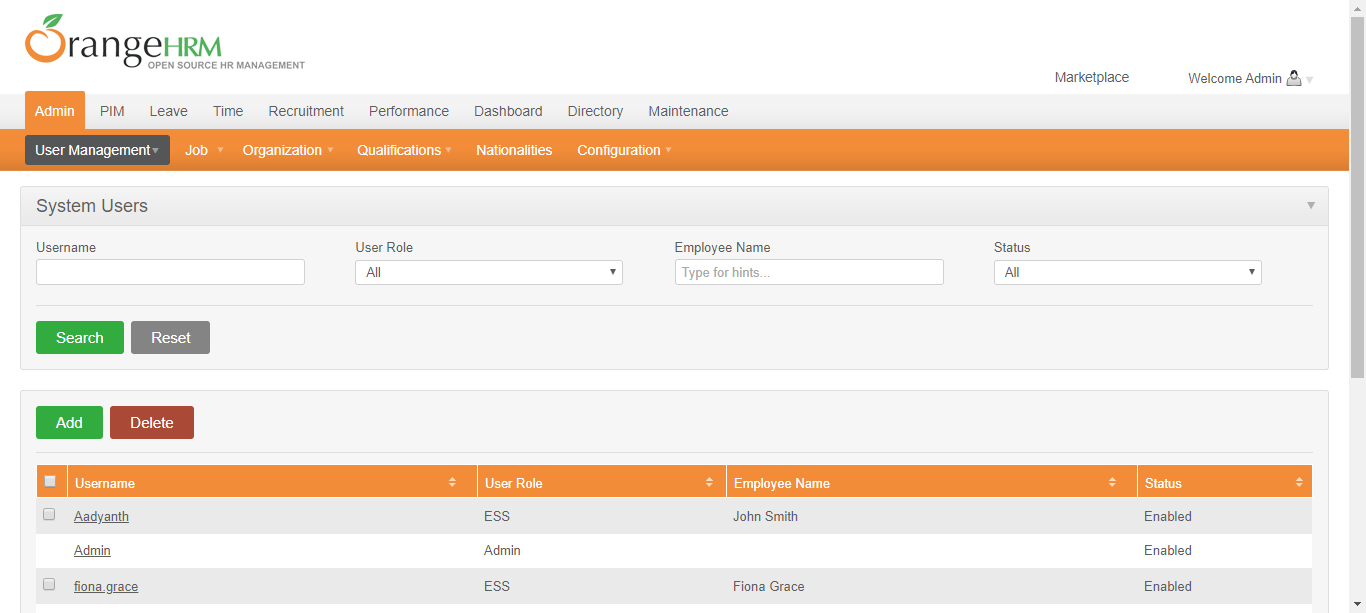 OrangeHRM
OPEN SOURCE HR MANAGEMENT
Marketplace Welcome Admin
Admin PIM Leave Time Recruitment Performance Dashboard Directory Maintenance
User Management Job Organization Qualifications Nationalities Configuration
System Users
Username User Role Employee Name Status
All Type for hints... All
Search Reset
Add Delete
Username User Role Employee Name Status
Aadyanth ESS John Smith Enabled
Admin Admin Enabled
fiona.grace ESS Fiona Grace Enabled